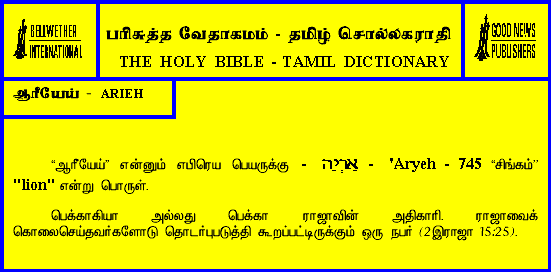 BELLWETHER
INTERNATIONAL
பரிசுத்த வேதாகமம் - தமிழ் சொல்லகராதி
THE HOLY BIBLE - TAMIL DICTIONARY
GOOD NEWS
PUBLISHERS
ஆரீயேய் - ARIEH
“ஆரீயேய்” என்னும் எபிரெய பெயருக்கு - אַרְיֵה - 'Aryeh - 745 “சிங்கம்”
"lion" என்று பொருள்.
பெக்காகியா அல்லது பெக்கா ராஜாவின் அதிகாரி. ராஜாவைக்
கொலைசெய்தவர்களோடு தொடர்புபடுத்தி கூறப்பட்டிருக்கும் ஒரு நபர் (2இராஜா 15:25).